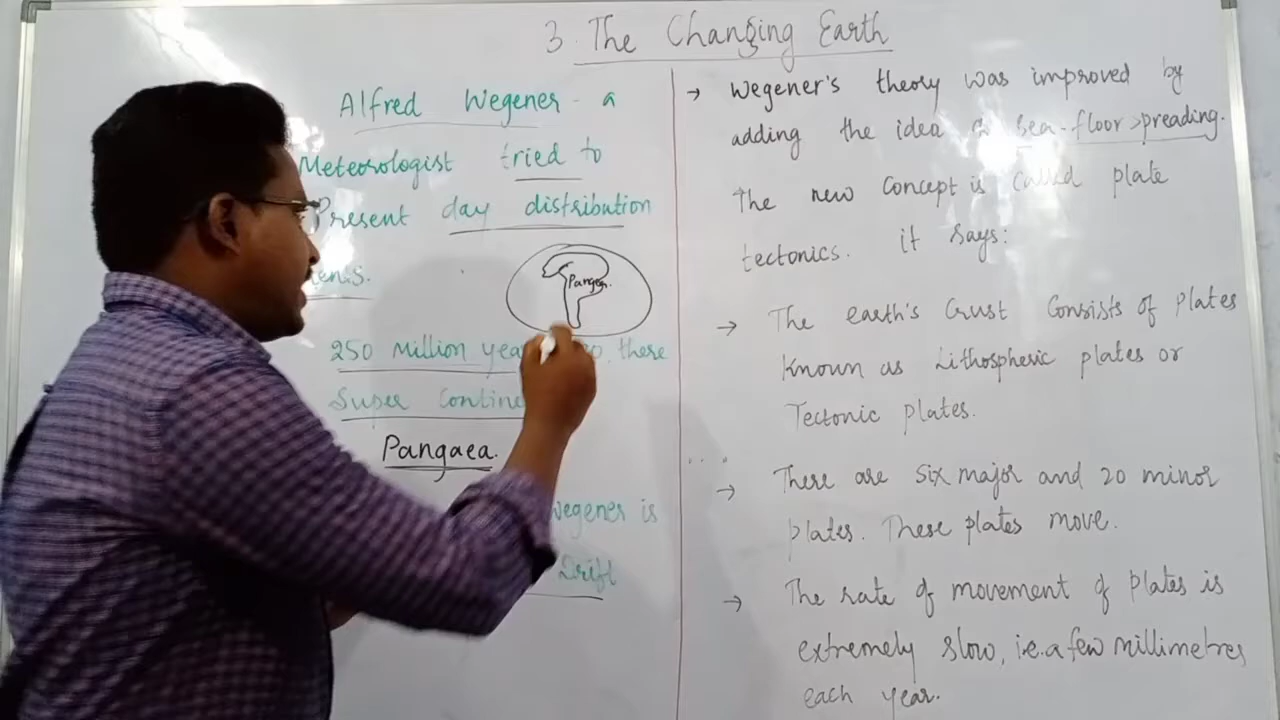 3. The Changing Earth
Alfred Wegener - a
Meteorologist tried to
Present day distribution
Pangea.
250 Million there
Super
Pangaea.
Wegener is
Drift
→ Wegener's theory was improved by
adding the idea of Sea-floor spreading.
The new Concept is Called plate
tectonics. it says:
→ The earth's Crust Consists of Plates
Known as Lithospheric plates or
Tectonic plates.
→ There are Six major and 20 minor
plates. These plates move.
→ The rate of movement of plates is
extremely slow, i.e. a few millimetres
each year.